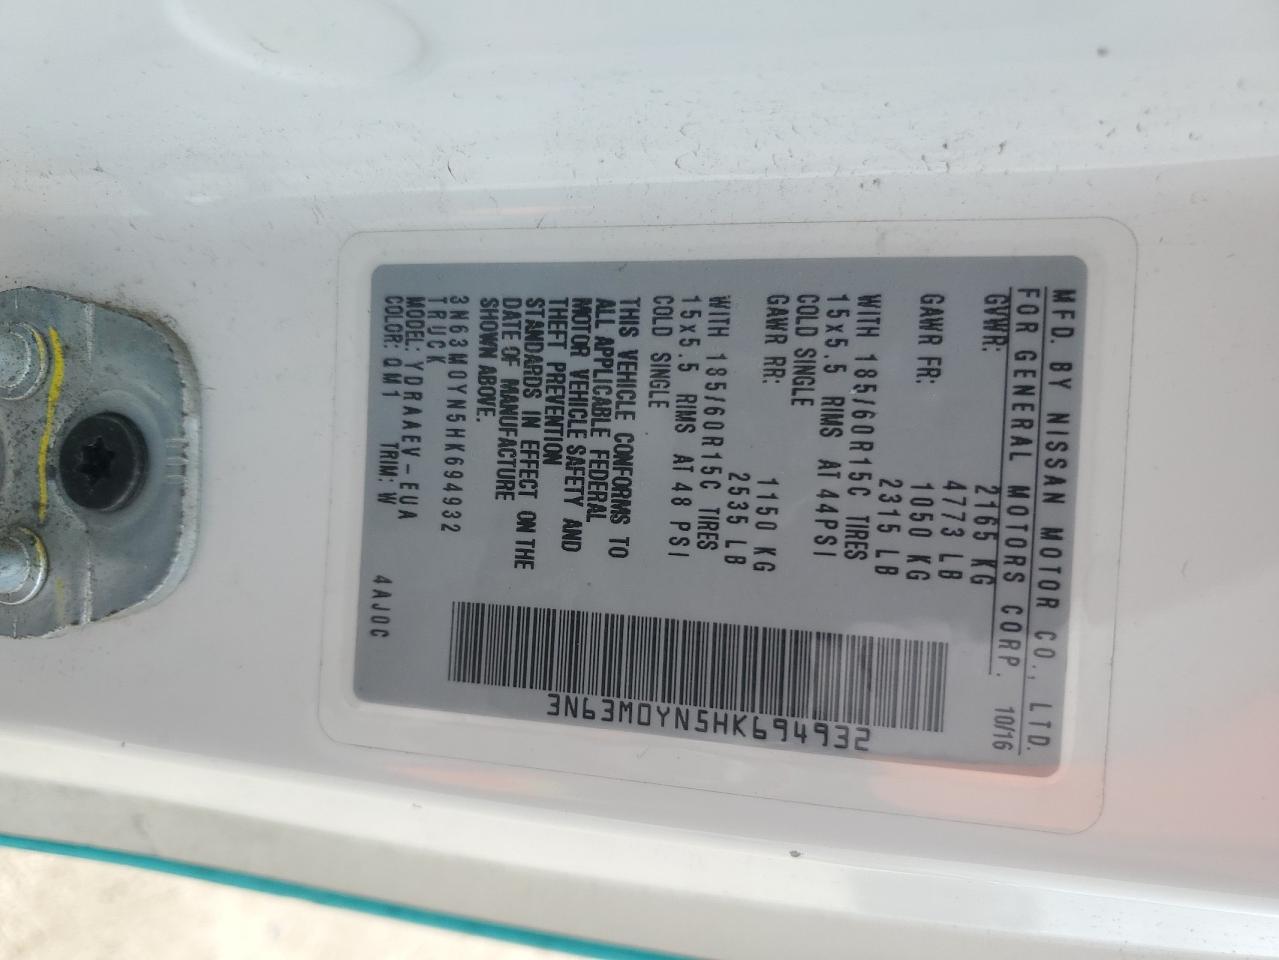 MFD. BY NISSAN MOTOR CO., LTD.
FOR GENERAL MOTORS CORP.
10/16
GVWR: 2165 KG
4773 LB
GAWR FR: 1050 KG
2315 LB
WITH 185/60R15C TIRES
15x5.5 RIMS AT 44PSI
COLD SINGLE
GAWR RR: 1150 KG
2535 LB
WITH 185/60R15C TIRES
15x5.5 RIMS AT 48 PSI
COLD SINGLE
THIS VEHICLE CONFORMS TO
ALL APPLICABLE FEDERAL
MOTOR VEHICLE SAFETY AND
THEFT PREVENTION
STANDARDS IN EFFECT ON THE
DATE OF MANUFACTURE
SHOWN ABOVE.
3N63M0YN5HK694932
3N63M0YN5HK694932
TRUCK
MODEL: YDRAAEV-EUA
COLOR: QM1 TRIM: W 4AJ0C